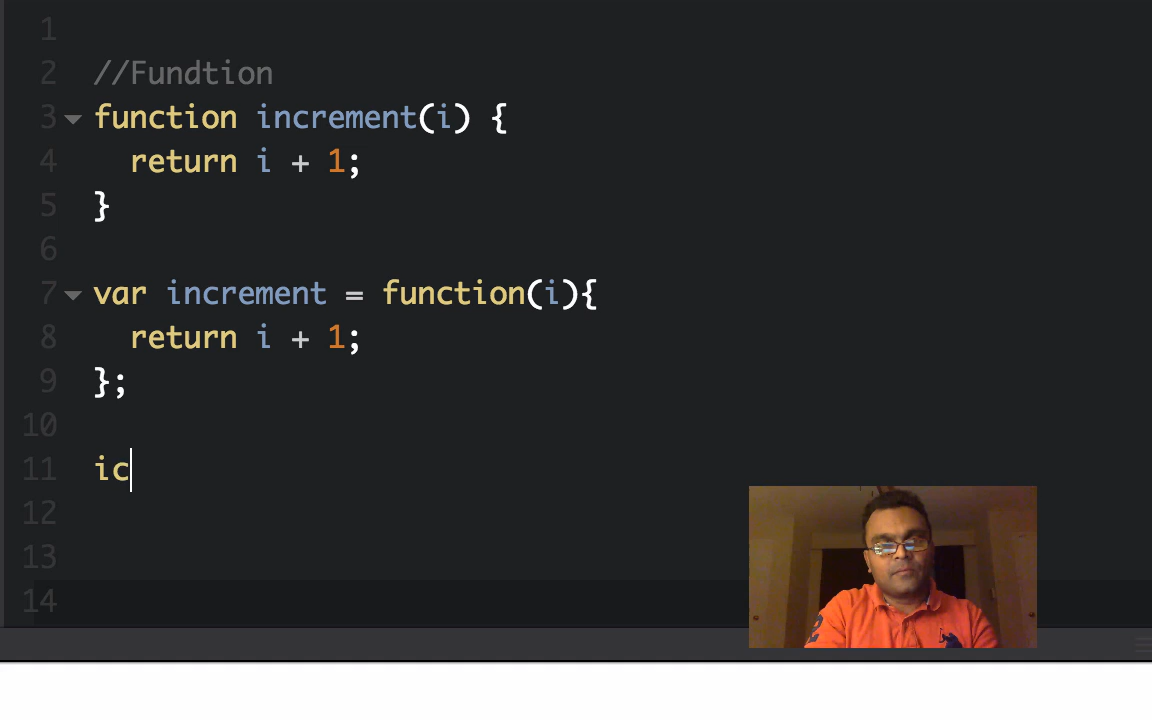 1
2 //Fundtion
3 function increment(i) {
4 return i + 1;
5 }
6
7 var increment = function(i){
8 return i + 1;
9 };
10
11 ic
12
13
14